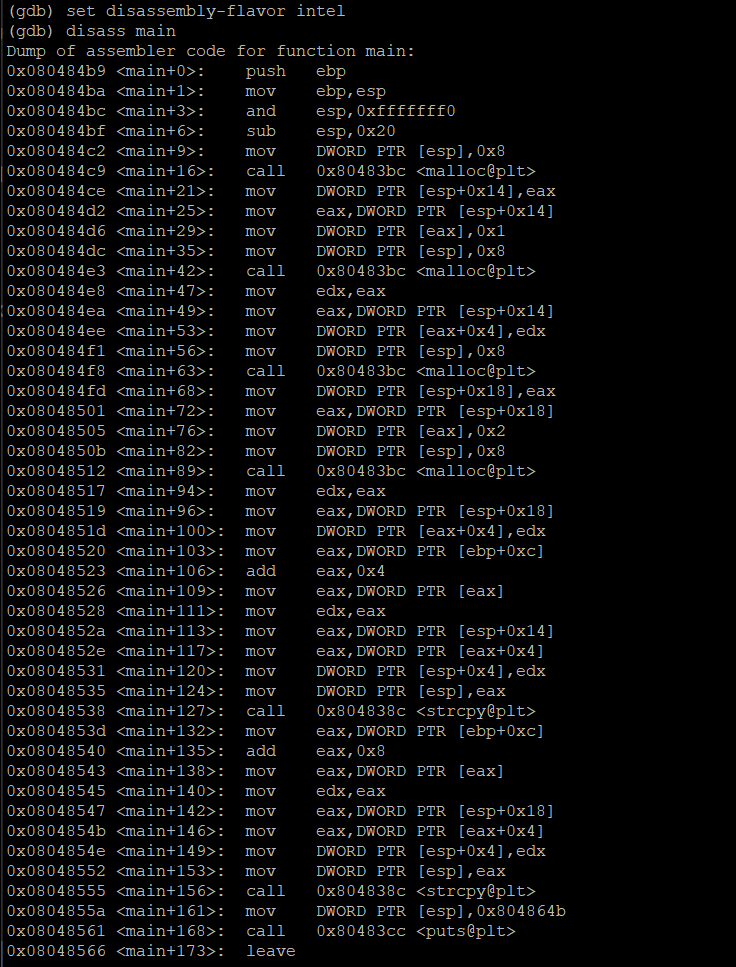 (gdb) set disassembly-flavor intel
(gdb) disass main
Dump of assembler code for function main:
0x080484b9 <main+0>:    push   ebp
0x080484ba <main+1>:    mov    ebp,esp
0x080484bc <main+3>:    and    esp,0xfffffff0
0x080484bf <main+6>:    sub    esp,0x20
0x080484c2 <main+9>:    mov    DWORD PTR [esp],0x8
0x080484c9 <main+16>:   call   0x80483bc <malloc@plt>
0x080484ce <main+21>:   mov    DWORD PTR [esp+0x14],eax
0x080484d2 <main+25>:   mov    eax,DWORD PTR [esp+0x14]
0x080484d6 <main+29>:   mov    DWORD PTR [eax],0x1
0x080484dc <main+35>:   mov    DWORD PTR [esp],0x8
0x080484e3 <main+42>:   call   0x80483bc <malloc@plt>
0x080484e8 <main+47>:   mov    edx,eax
0x080484ea <main+49>:   mov    eax,DWORD PTR [esp+0x14]
0x080484ee <main+53>:   mov    DWORD PTR [eax+0x4],edx
0x080484f1 <main+56>:   mov    DWORD PTR [esp],0x8
0x080484f8 <main+63>:   call   0x80483bc <malloc@plt>
0x080484fd <main+68>:   mov    DWORD PTR [esp+0x18],eax
0x08048501 <main+72>:   mov    eax,DWORD PTR [esp+0x18]
0x08048505 <main+76>:   mov    DWORD PTR [eax],0x2
0x0804850b <main+82>:   mov    DWORD PTR [esp],0x8
0x08048512 <main+89>:   call   0x80483bc <malloc@plt>
0x08048517 <main+94>:   mov    edx,eax
0x08048519 <main+96>:   mov    eax,DWORD PTR [esp+0x18]
0x0804851d <main+100>:  mov    DWORD PTR [eax+0x4],edx
0x08048520 <main+103>:  mov    eax,DWORD PTR [ebp+0xc]
0x08048523 <main+106>:  add    eax,0x4
0x08048526 <main+109>:  mov    eax,DWORD PTR [eax]
0x08048528 <main+111>:  mov    edx,eax
0x0804852a <main+113>:  mov    eax,DWORD PTR [esp+0x14]
0x0804852e <main+117>:  mov    eax,DWORD PTR [eax+0x4]
0x08048531 <main+120>:  mov    DWORD PTR [esp+0x4],edx
0x08048535 <main+124>:  mov    DWORD PTR [esp],eax
0x08048538 <main+127>:  call   0x804838c <strcpy@plt>
0x0804853d <main+132>:  mov    eax,DWORD PTR [ebp+0xc]
0x08048540 <main+135>:  add    eax,0x8
0x08048543 <main+138>:  mov    eax,DWORD PTR [eax]
0x08048545 <main+140>:  mov    edx,eax
0x08048547 <main+142>:  mov    eax,DWORD PTR [esp+0x18]
0x0804854b <main+146>:  mov    eax,DWORD PTR [eax+0x4]
0x0804854e <main+149>:  mov    DWORD PTR [esp+0x4],edx
0x08048552 <main+153>:  mov    DWORD PTR [esp],eax
0x08048555 <main+156>:  call   0x804838c <strcpy@plt>
0x0804855a <main+161>:  mov    DWORD PTR [esp],0x804864b
0x08048561 <main+168>:  call   0x80483cc <puts@plt>
0x08048566 <main+173>:  leave